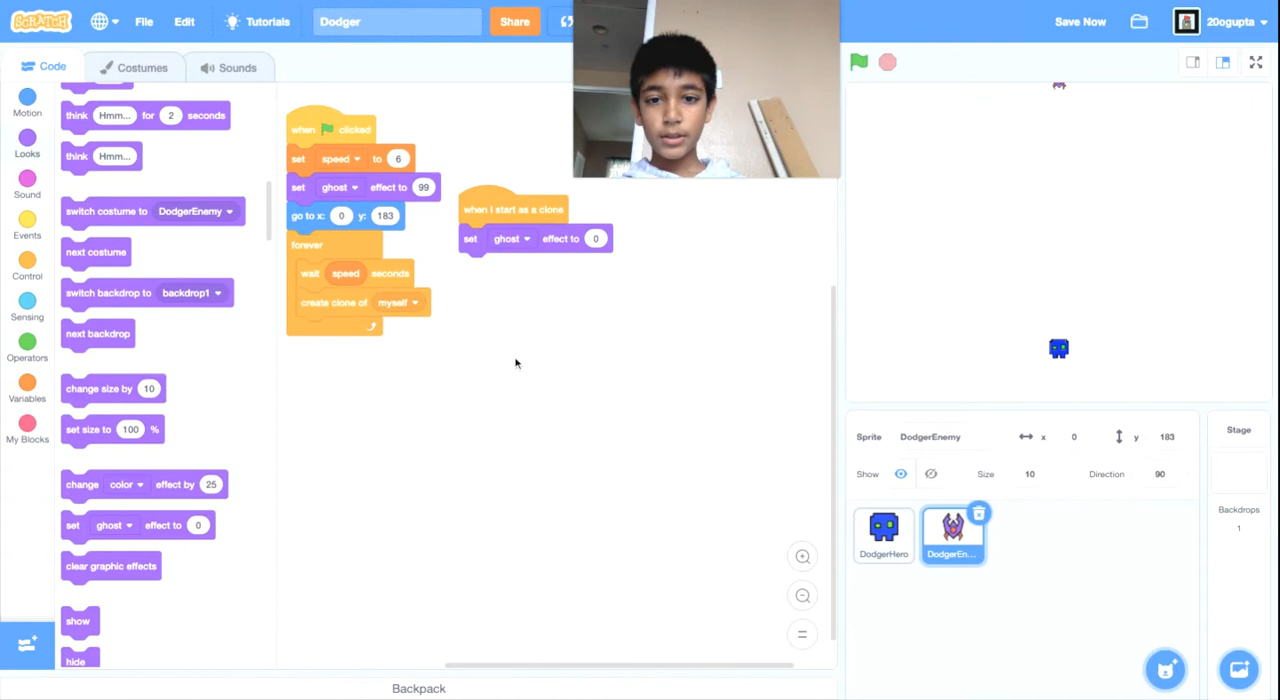 SCRATCH File Edit Tutorials Dodger Share Save Now 20ogupta
Code Costumes Sounds
Motion
Looks
Sound
Events
Control
Sensing
Operators
Variables
My Blocks
think Hmm... for 2 seconds
think Hmm...
switch costume to DodgerEnemy
next costume
switch backdrop to backdrop1
next backdrop
change size by 10
set size to 100 %
change color effect by 25
set ghost effect to 0
clear graphic effects
show
hide
when clicked
set speed to 6
set ghost effect to 99
go to x: 0 y: 183
forever
wait speed seconds
create clone of myself
when I start as a clone
set ghost effect to 0
Sprite DodgerEnemy x 0 y 183
Show Size 10 Direction 90
DodgerHero
DodgerEn...
Stage
Backdrops
1
Backpack